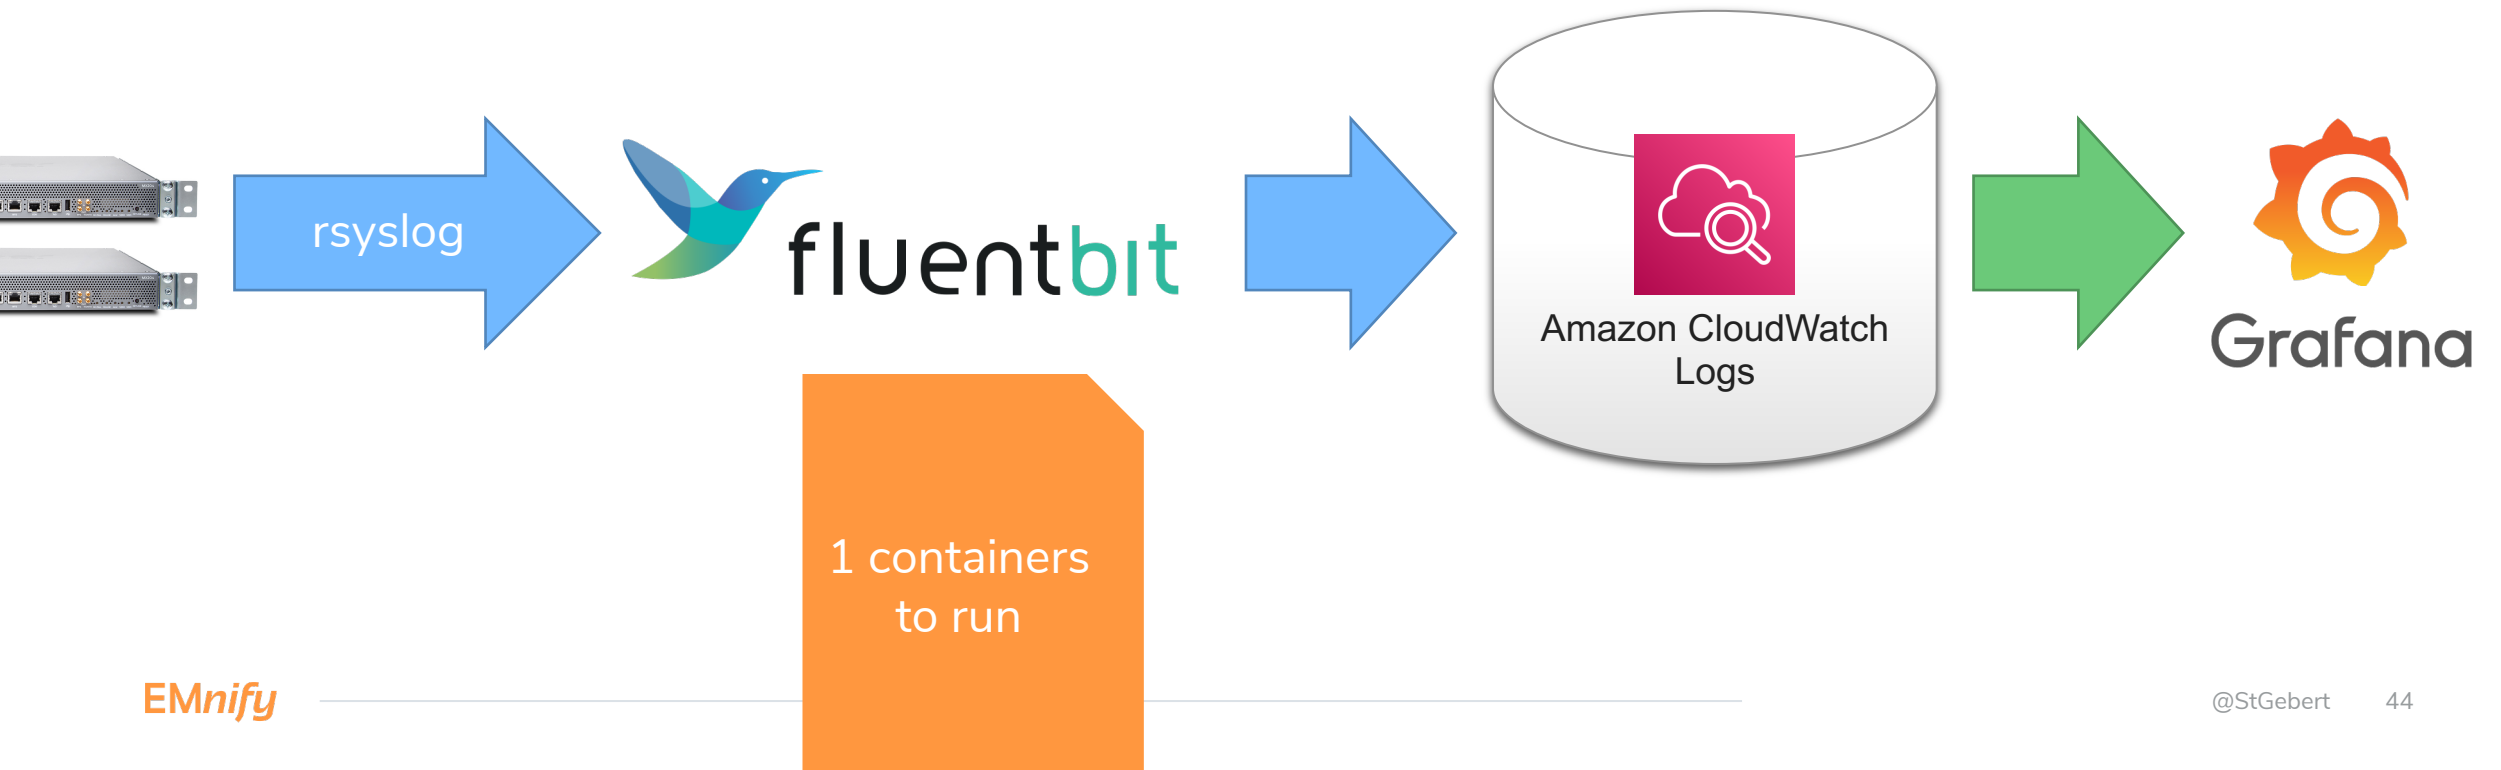 rsyslog
fluentbit
Amazon CloudWatch
Logs
Grafana
1 containers
to run
EMnify
@StGebert
44